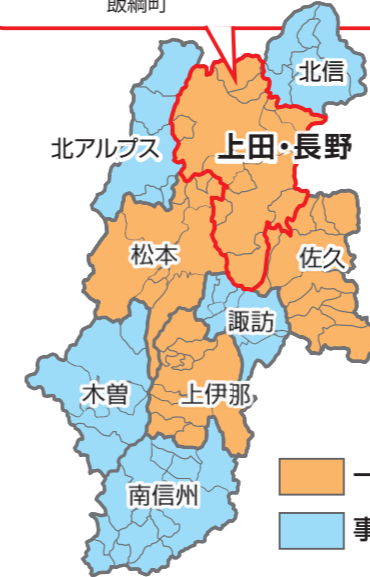 飯綱町
北信
北アルプス
上田・長野
松本
佐久
諏訪
木曽
上伊那
南信州
一
事